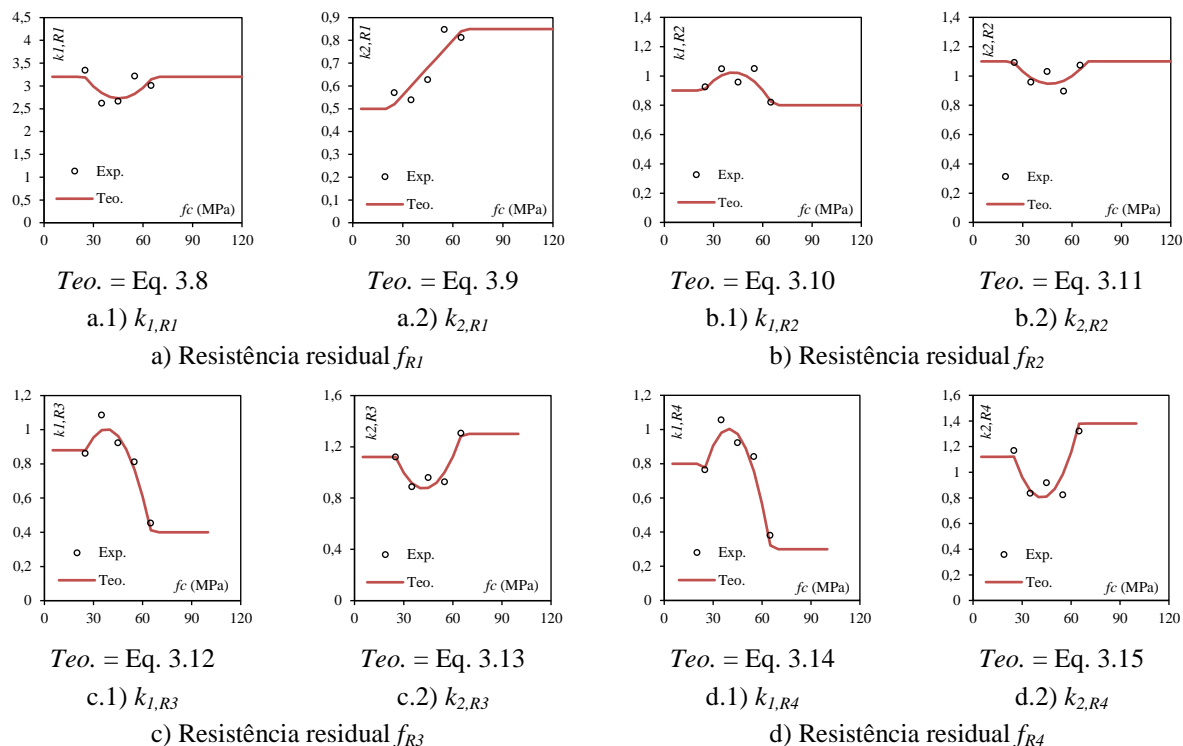 4,5
4
3,5
3
2,5
2
1,5
1
0,5
0
k1,R1
Exp.
Teo.
fc (MPa)
0 30 60 90 120
Teo. = Eq. 3.8
a.1) k1,R1
0,9
0,8
0,7
0,6
0,5
0,4
0,3
0,2
0,1
0
k2,R1
Exp.
Teo.
fc (MPa)
0 30 60 90 120
Teo. = Eq. 3.9
a.2) k2,R1
a) Resistência residual fR1
1,4
1,2
1
0,8
0,6
0,4
0,2
0
k1,R2
Exp.
Teo.
fc (MPa)
0 30 60 90 120
Teo. = Eq. 3.10
b.1) k1,R2
1,4
1,2
1
0,8
0,6
0,4
0,2
0
k2,R2
Exp.
Teo.
fc (MPa)
0 30 60 90 120
Teo. = Eq. 3.11
b.2) k2,R2
b) Resistência residual fR2
1,2
1
0,8
0,6
0,4
0,2
0
k1,R3
Exp.
Teo.
fc (MPa)
0 30 60 90 120
Teo. = Eq. 3.12
c.1) k1,R3
1,6
1,2
0,8
0,4
0
k2,R3
Exp.
Teo.
fc (MPa)
0 30 60 90 120
Teo. = Eq. 3.13
c.2) k2,R3
c) Resistência residual fR3
1,2
1
0,8
0,6
0,4
0,2
0
k1,R4
Exp.
Teo.
fc (MPa)
0 30 60 90 120
Teo. = Eq. 3.14
d.1) k1,R4
1,6
1,4
1,2
1
0,8
0,6
0,4
0,2
0
k2,R4
Exp.
Teo.
fc (MPa)
0 30 60 90 120
Teo. = Eq. 3.15
d.2) k2,R4
d) Resistência residual fR4